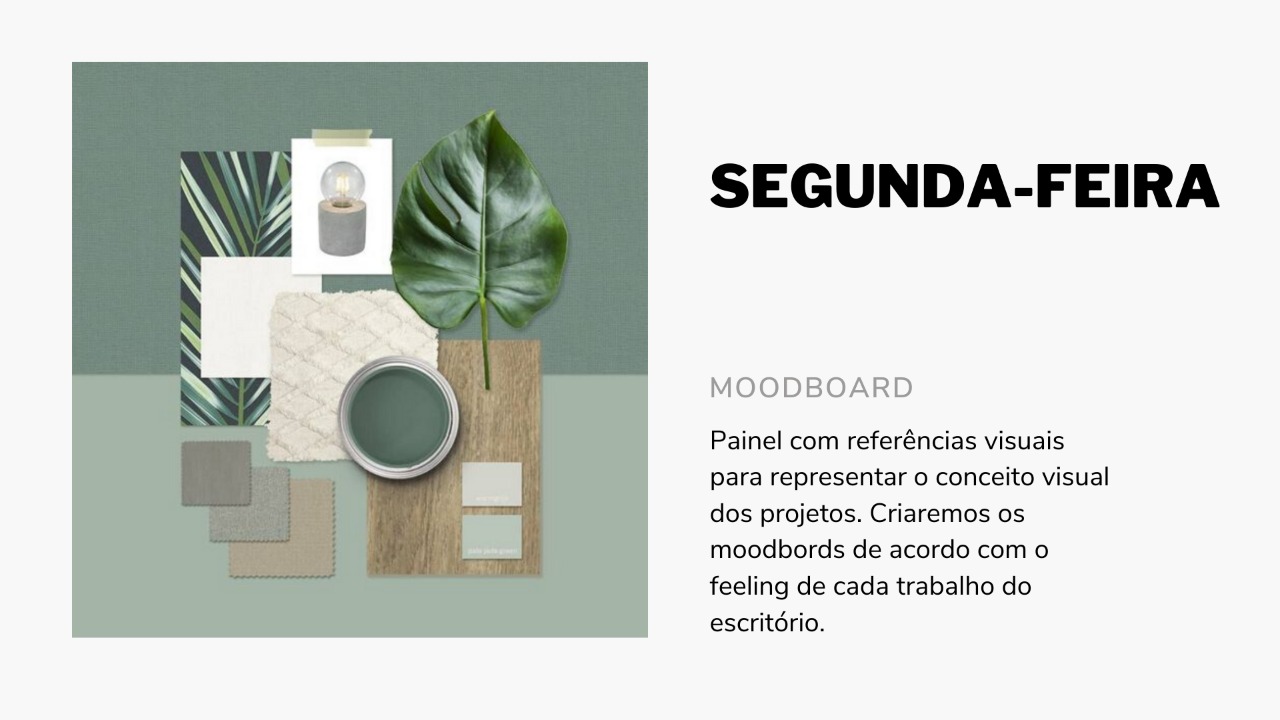 SEGUNDA-FEIRA
MOODBOARD
Painel com referências visuais
para representar o conceito visual
dos projetos. Criaremos os
moodbords de acordo com o
feeling de cada trabalho do
escritório.